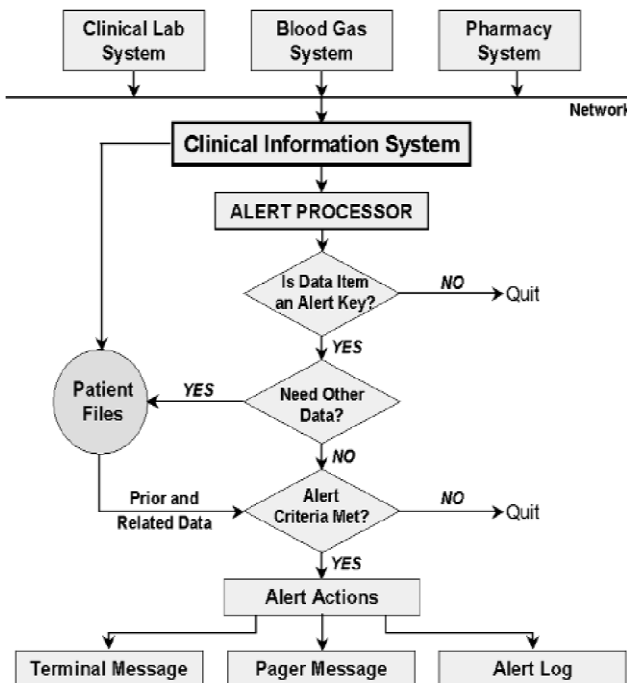 Clinical Lab
System
Blood Gas
System
Pharmacy
System
Network
Clinical Information System
ALERT PROCESSOR
Is Data Item
an Alert Key?
NO
Quit
YES
Patient
Files
YES
Need Other
Data?
NO
Prior and
Related Data
Alert
Criteria Met?
NO
Quit
YES
Alert Actions
Terminal Message
Pager Message
Alert Log